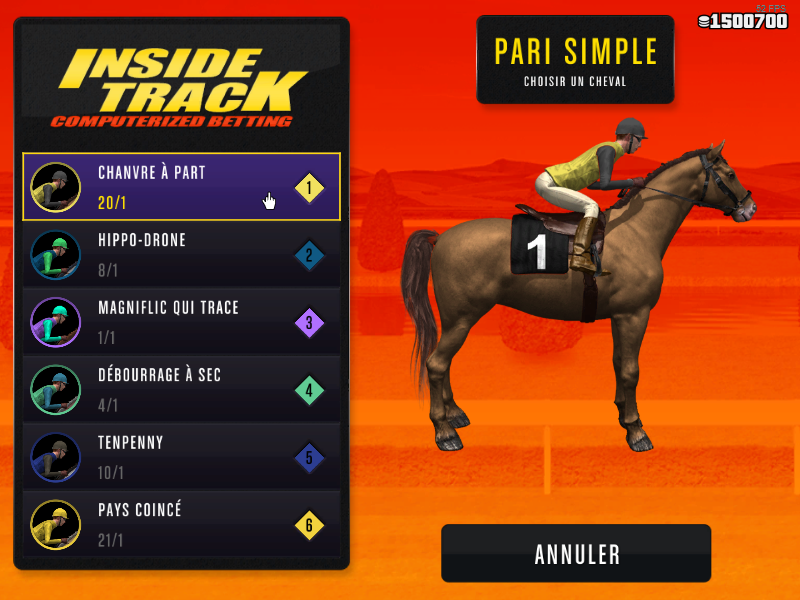 52 FPS
1500700
INSIDE
TRACK
COMPUTERIZED BETTING
PARI SIMPLE
CHOISIR UN CHEVAL
CHANVRE À PART
20/1
1
HIPPO-DRONE
8/1
2
MAGNIFLIC QUI TRACE
1/1
3
DÉBOURRAGE À SEC
4/1
4
TENPENNY
10/1
5
PAYS COINCÉ
21/1
6
1
ANNULER